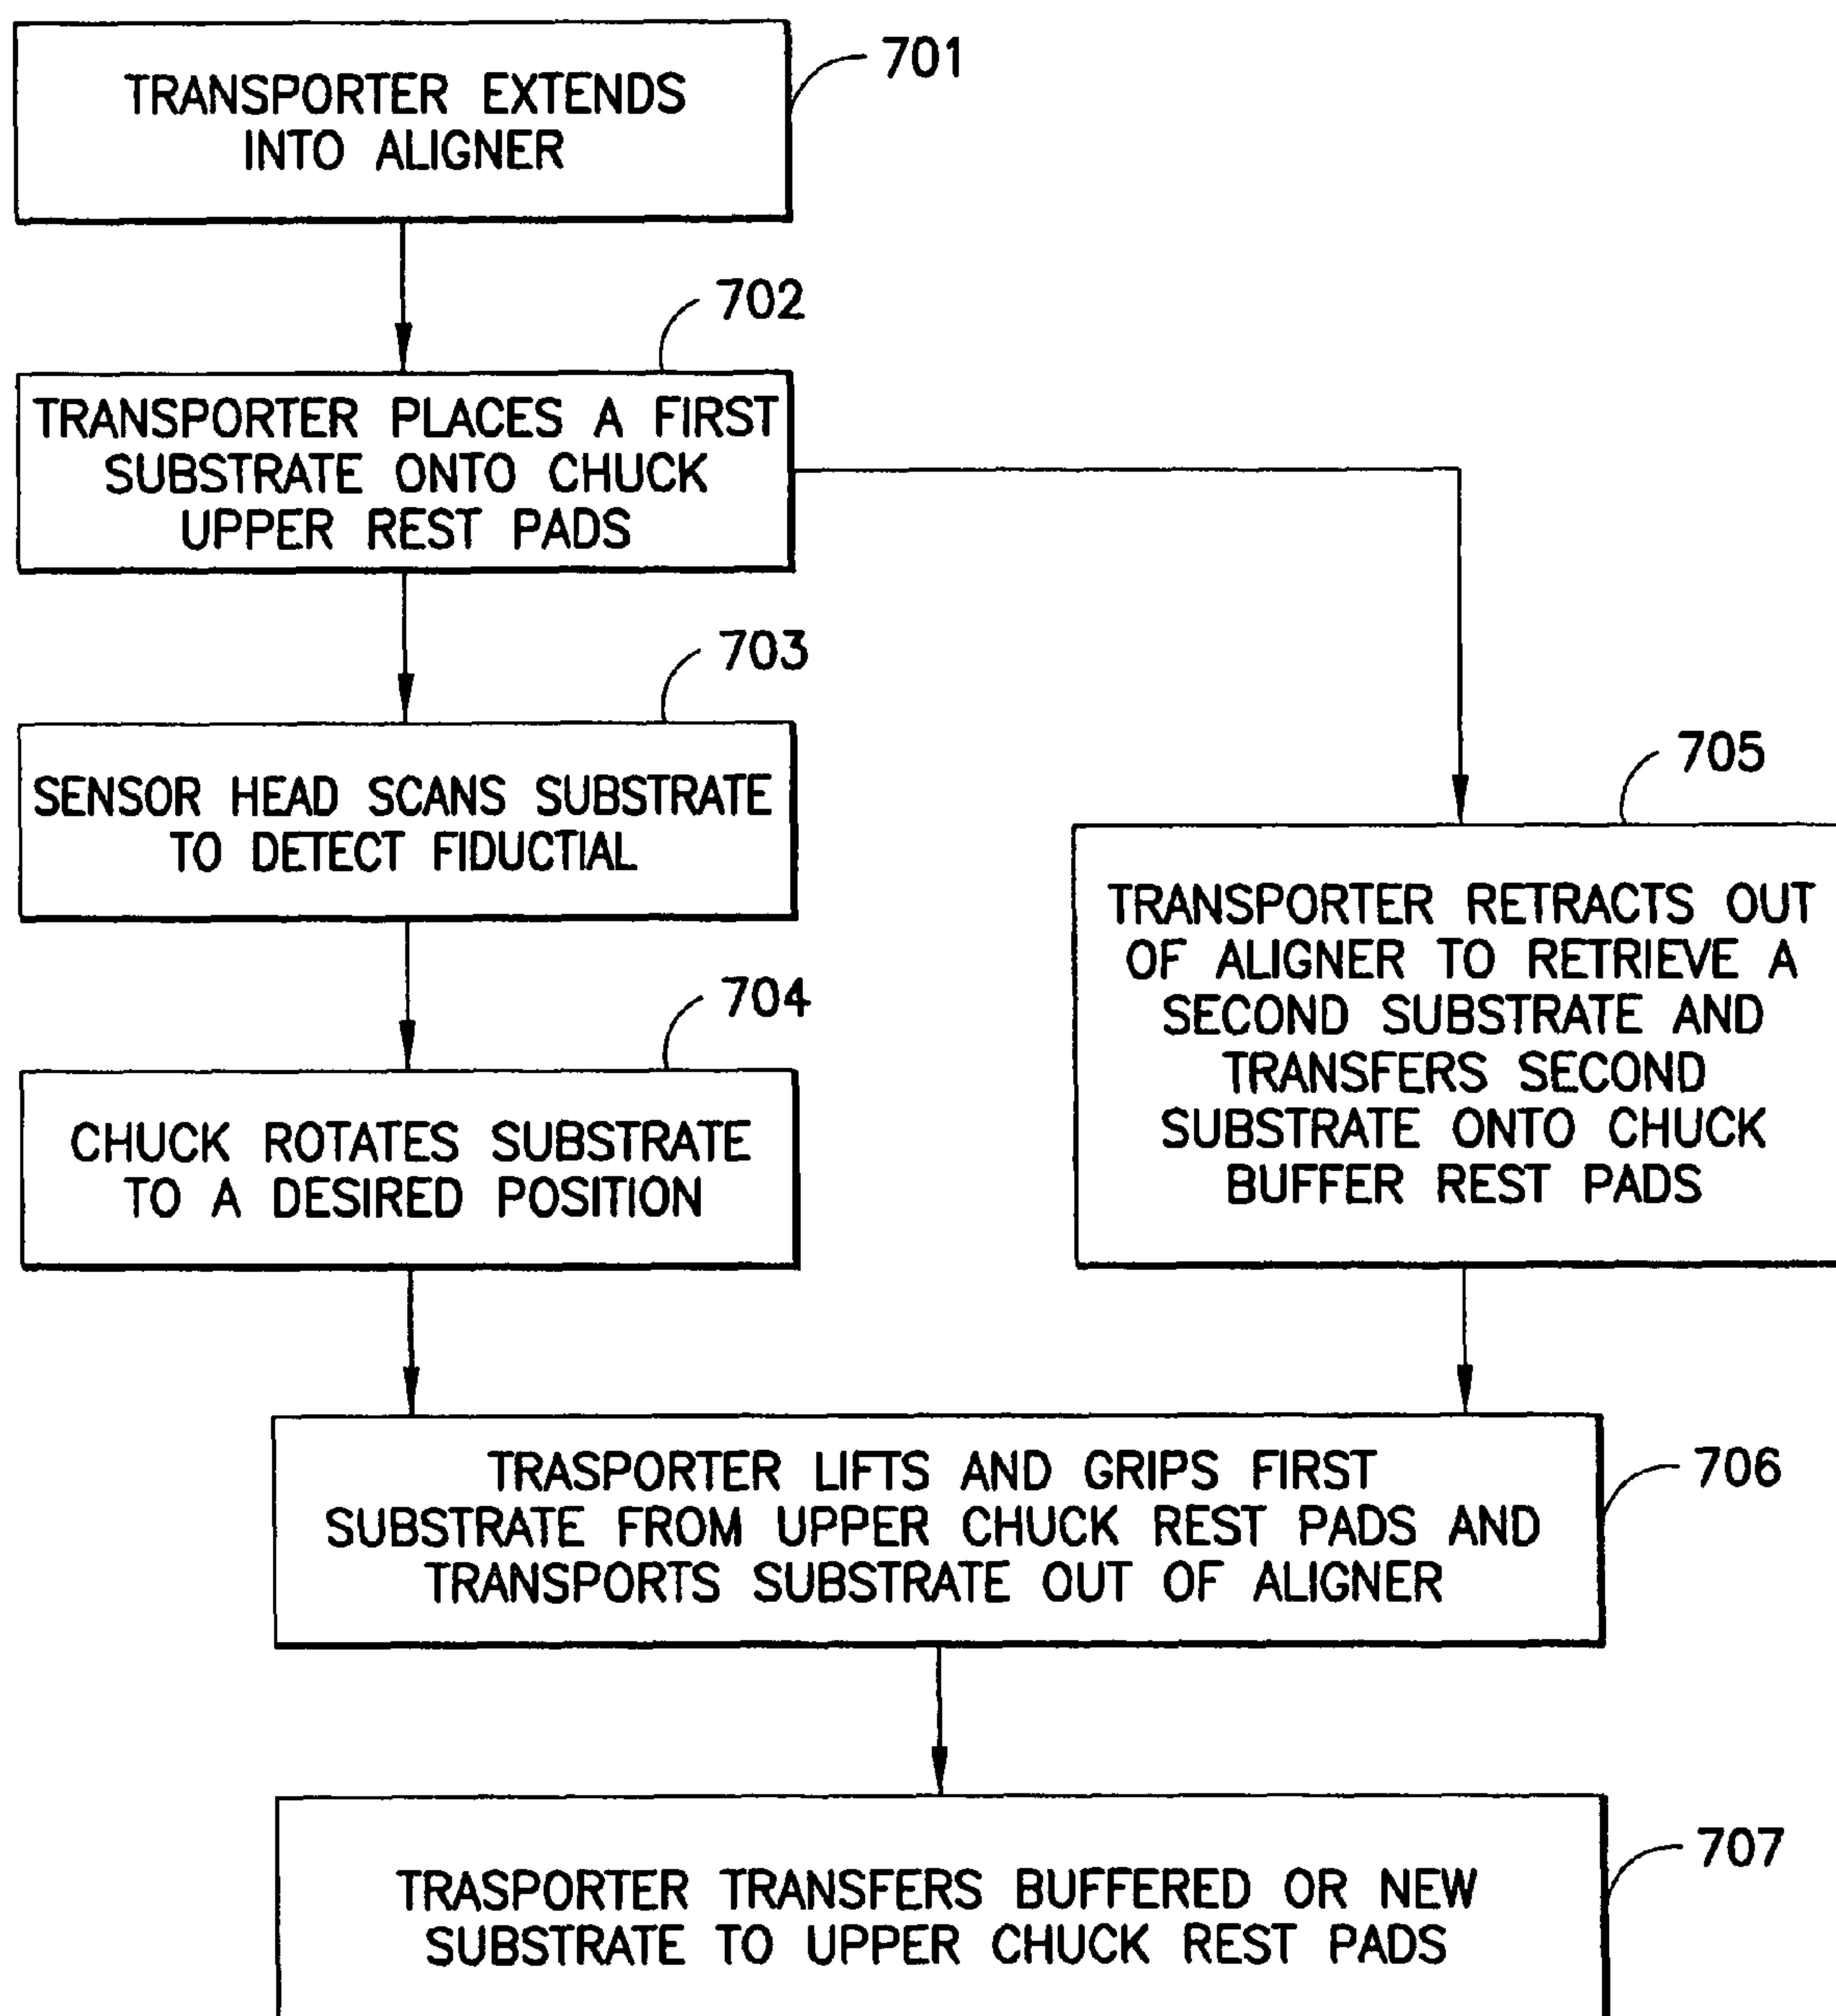 TRANSPORTER EXTENDS
INTO ALIGNER
701
702
TRANSPORTER PLACES A FIRST
SUBSTRATE ONTO CHUCK
UPPER REST PADS
703
SENSOR HEAD SCANS SUBSTRATE
TO DETECT FIDUCTIAL
704
CHUCK ROTATES SUBSTRATE
TO A DESIRED POSITION
705
TRANSPORTER RETRACTS OUT
OF ALIGNER TO RETRIEVE A
SECOND SUBSTRATE AND
TRANSFERS SECOND
SUBSTRATE ONTO CHUCK
BUFFER REST PADS
TRASPORTER LIFTS AND GRIPS FIRST
SUBSTRATE FROM UPPER CHUCK REST PADS AND
TRANSPORTS SUBSTRATE OUT OF ALIGNER
706
TRASPORTER TRANSFERS BUFFERED OR NEW
SUBSTRATE TO UPPER CHUCK REST PADS
707